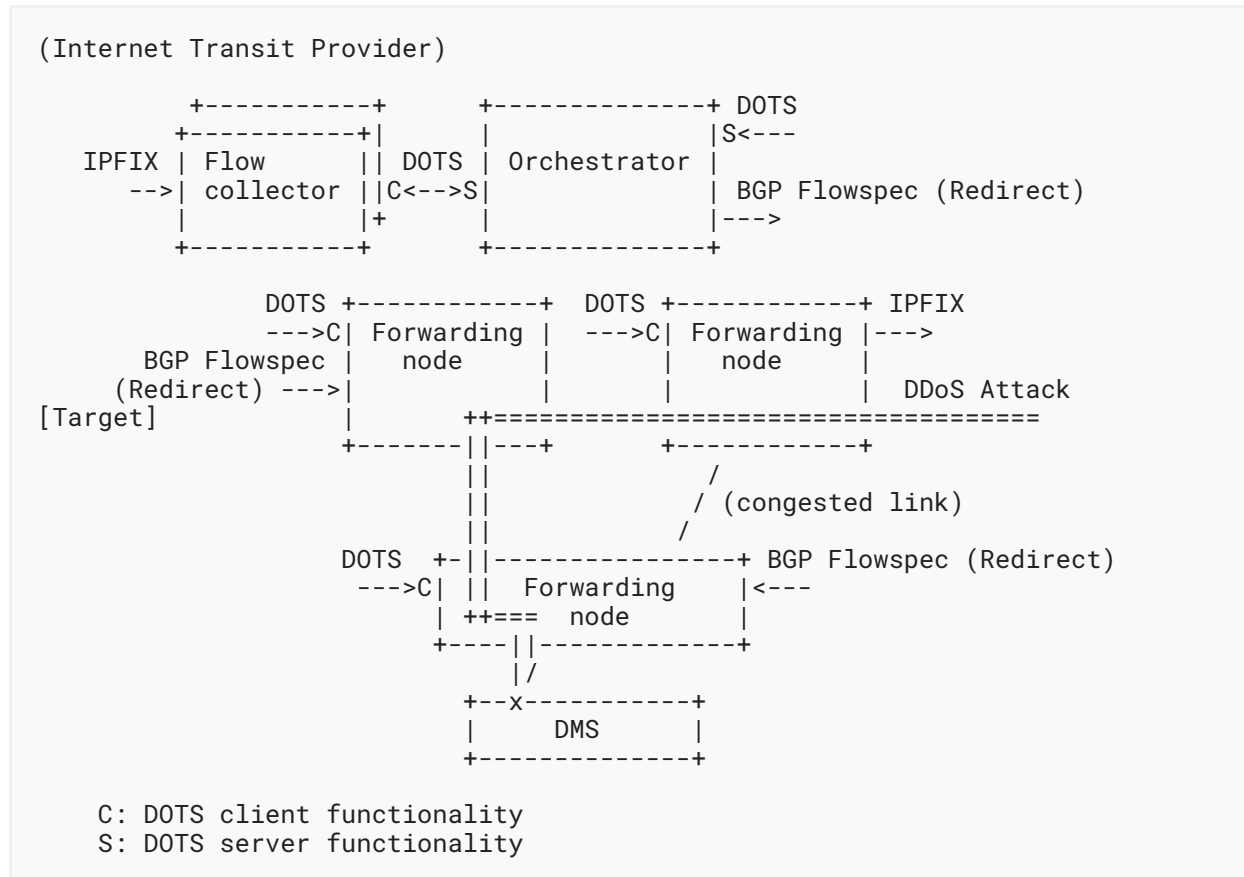 (Internet Transit Provider)

          +-----------+      +--------------+ DOTS
         +-----------+|      |              |S<---
   IPFIX | Flow      || DOTS | Orchestrator |
      -->| collector ||C<-->S|              | BGP Flowspec (Redirect)
         |           |+      |              |--->
         +-----------+       +--------------+

               DOTS +------------+  DOTS +------------+ IPFIX
               --->C| Forwarding |  --->C| Forwarding |--->
       BGP Flowspec |    node    |       |    node    |
     (Redirect) --->|            |       |            |  DDoS Attack
[Target]            |       ++====================================
                    +-------||---+       +------------+
                            ||              /
                            ||             / (congested link)
                            ||            /
                    DOTS  +-||----------------+ BGP Flowspec (Redirect)
                     --->C| ||  Forwarding    |<---
                          | ++===  node       |
                          +----||-------------+
                               |/
                            +--x-----------+
                            |     DMS      |
                            +--------------+

    C: DOTS client functionality
    S: DOTS server functionality